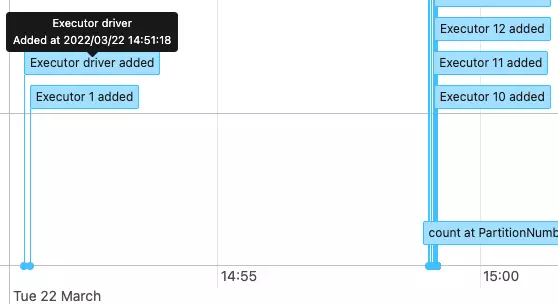 Executor driver
Added at 2022/03/22 14:51:18
Executor driver added
Executor 1 added
Executor 12 added
Executor 11 added
Executor 10 added
count at PartitionNumb
14:55
15:00
Tue 22 March